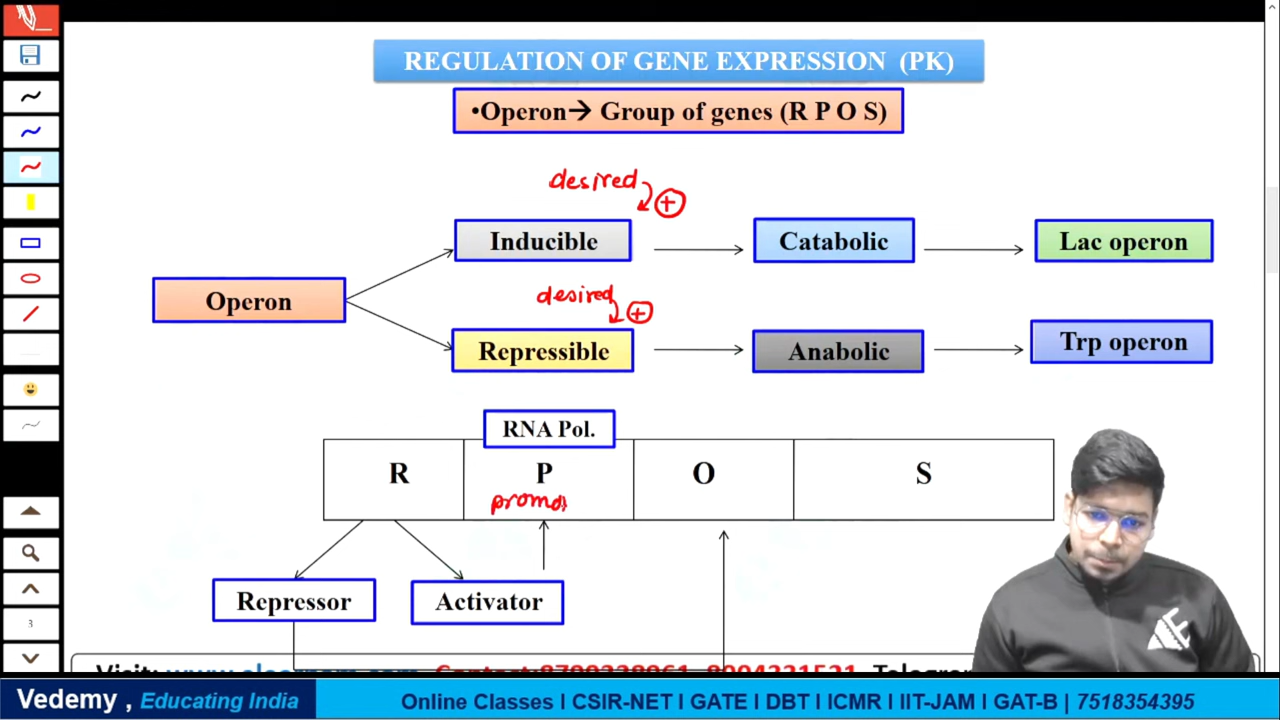 REGULATION OF GENE EXPRESSION (PK)
•Operon→ Group of genes (R P O S)
desired
+
Inducible
Catabolic
Lac operon
Operon
desired
+
Repressible
Anabolic
Trp operon
RNA Pol.
R
P
O
S
promo
Repressor
Activator
3
Vedemy , Educating India
Online Classes I CSIR-NET I GATE I DBT I ICMR I IIT-JAM I GAT-B | 7518354395